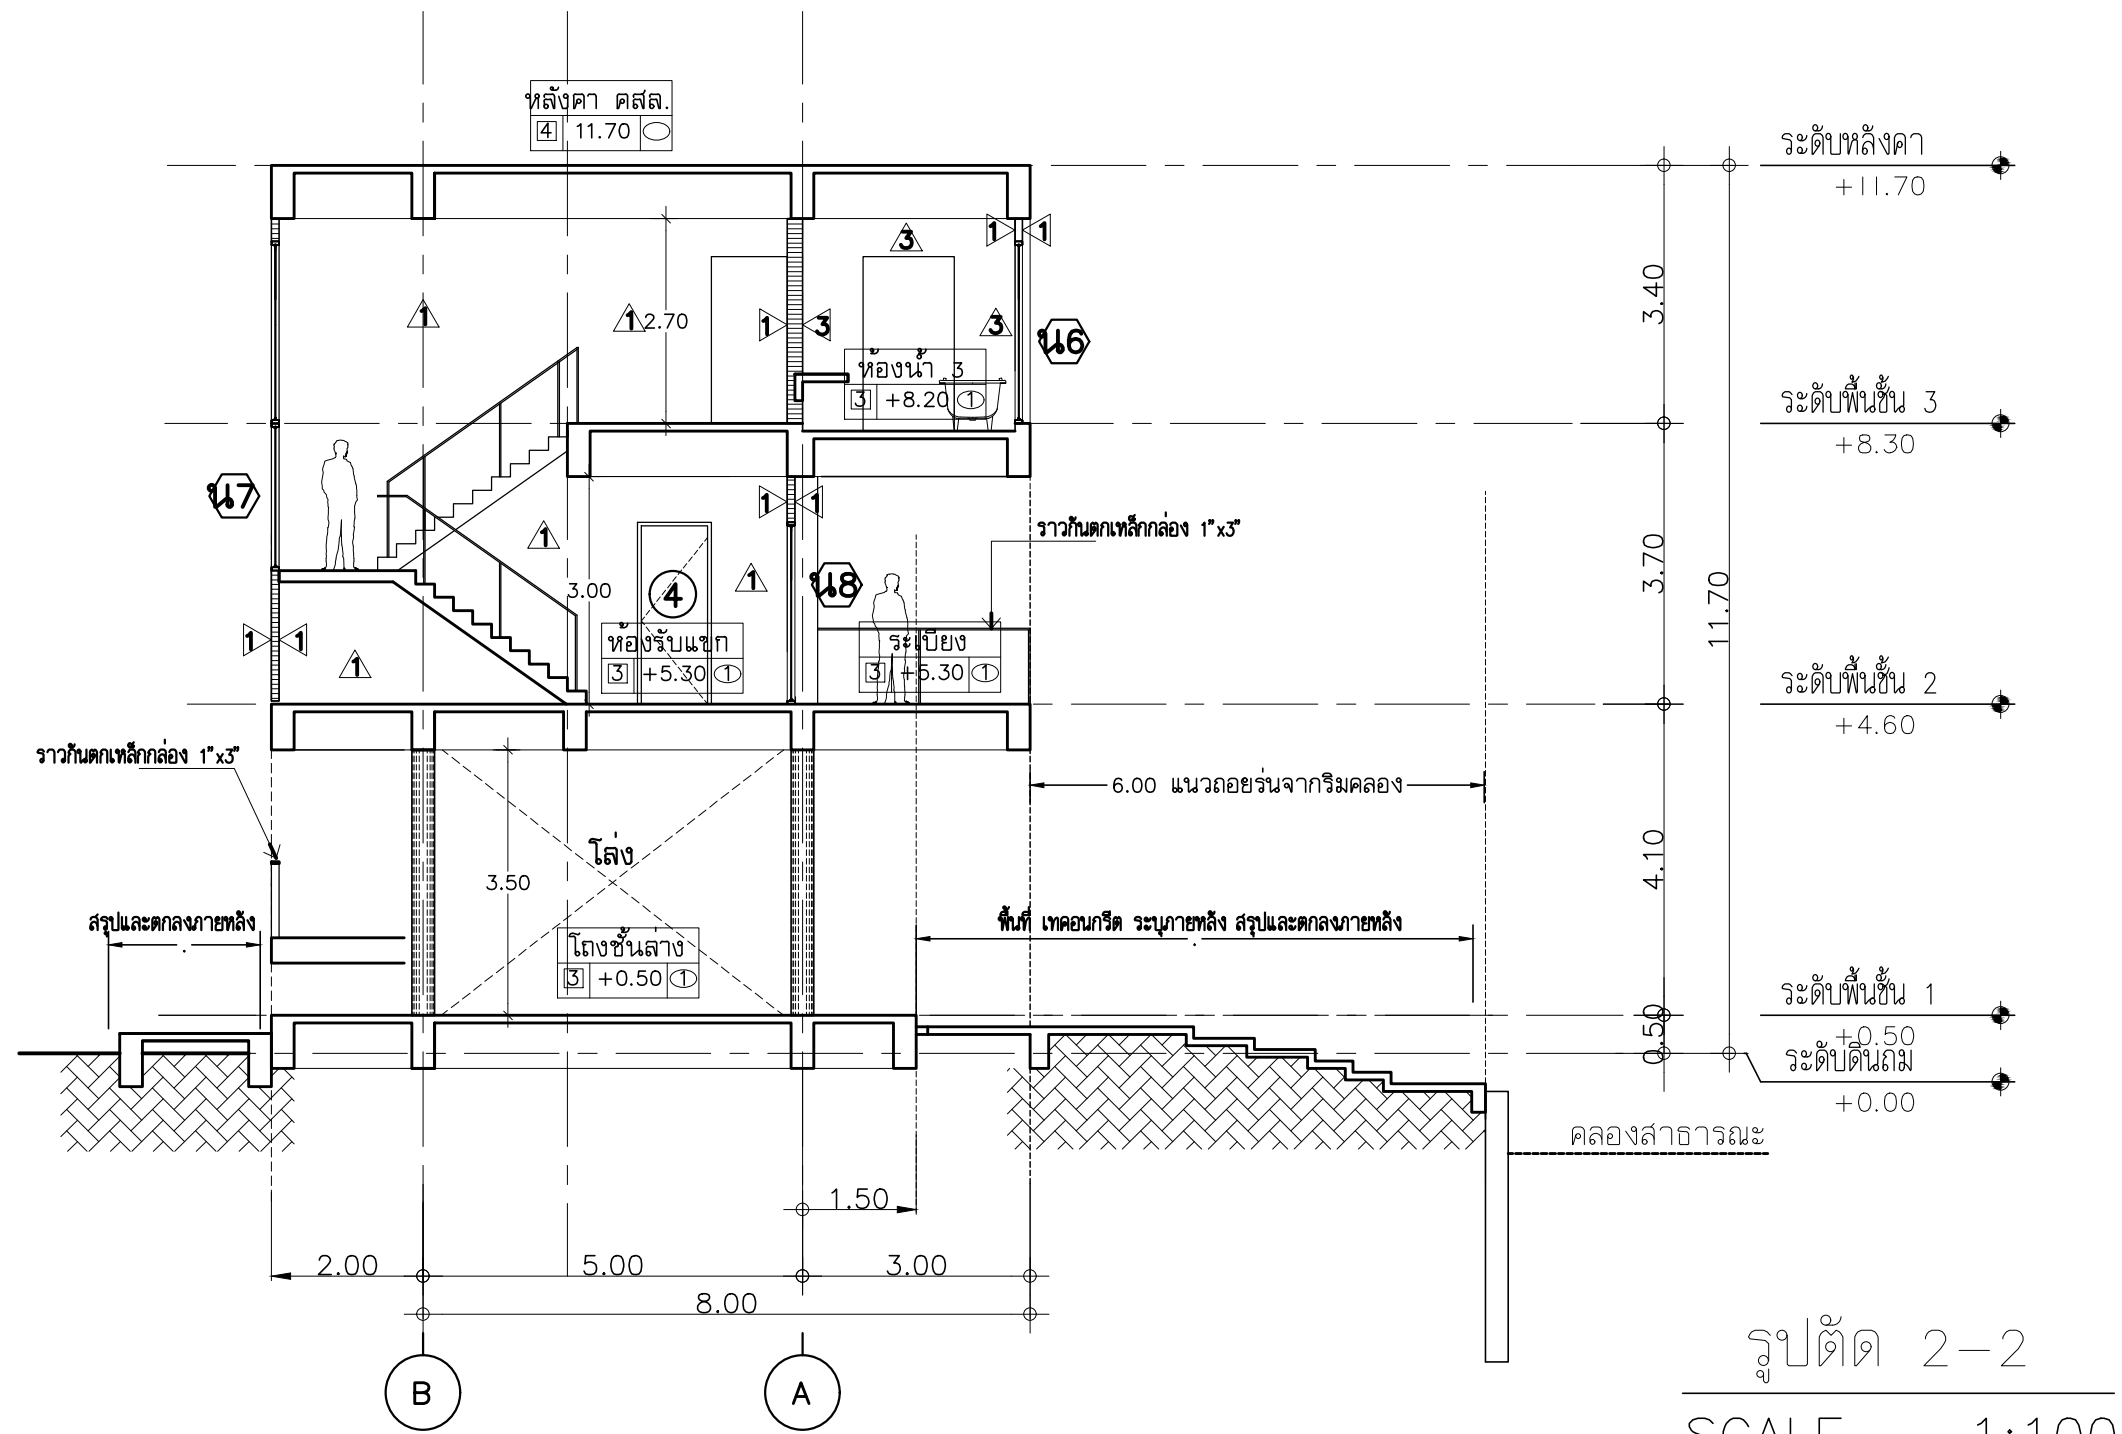 หลังคา คสล.
4 11.70
ระดับหลังคา
+11.70
1 1
3
3.40
1
1
2.70
1 3
3
น6
ห้องน้ำ 3
3 +8.20 1
ระดับพื้นชั้น 3
+8.30
น7
1 1
ราวกันตกเหล็กกล่อง 1"x3"
1
3.70
3.00
4
1
น8
11.70
1 1
ห้องรับแขก
3 +5.30 1
ระเบียง
3 +5.30 1
1
ระดับพื้นชั้น 2
+4.60
ราวกันตกเหล็กกล่อง 1"x3"
6.00 แนวถอยร่นจากริมคลอง
โล่ง
3.50
4.10
สรุปและตกลงภายหลัง
พื้นที่ เทคอนกรีต ระบุภายหลัง สรุปและตกลงภายหลัง
โถงชั้นล่าง
3 +0.50 1
ระดับพื้นชั้น 1
+0.50
0.50
ระดับดินถม
+0.00
คลองสาธารณะ
1.50
2.00 5.00 3.00
8.00
B A
รูปตัด 2-2
SCALE 1:100